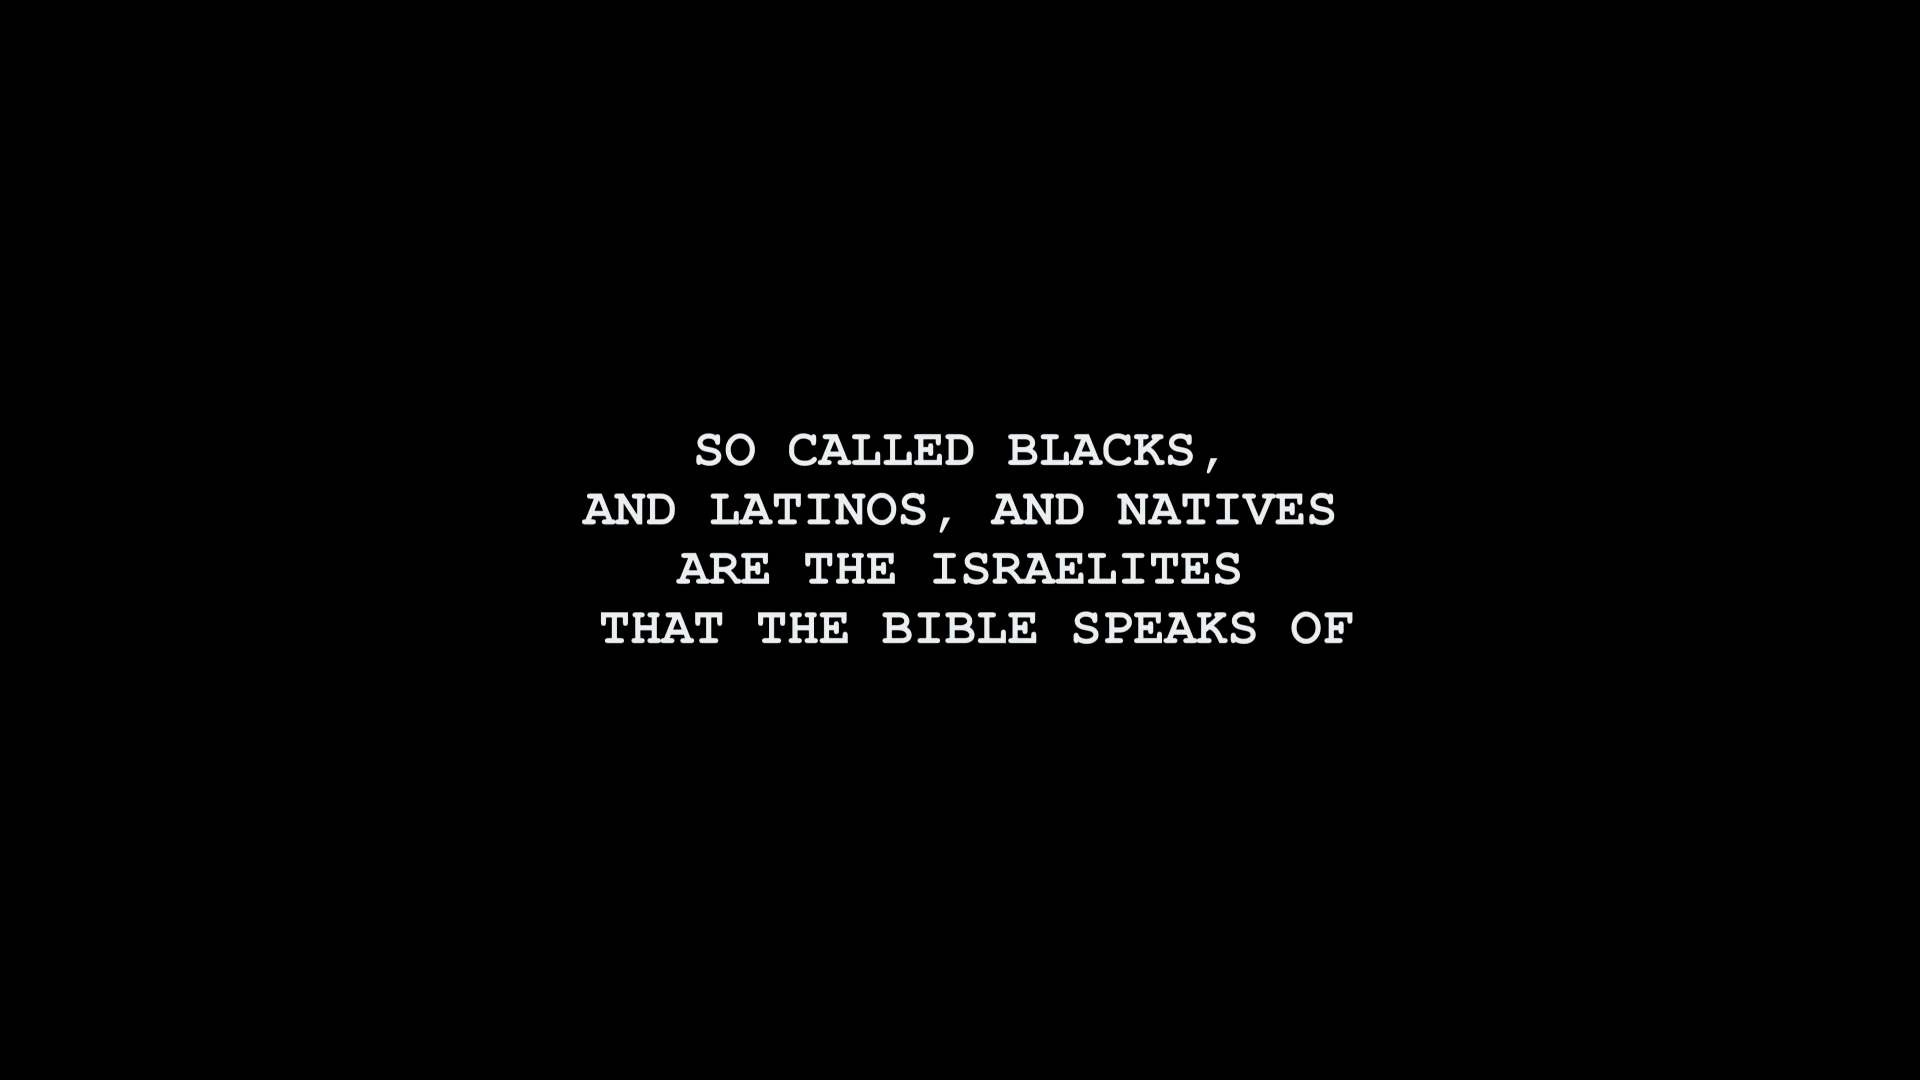 SO CALLED BLACKS,
AND LATINOS, AND NATIVES
ARE THE ISRAELITES
THAT THE BIBLE SPEAKS OF